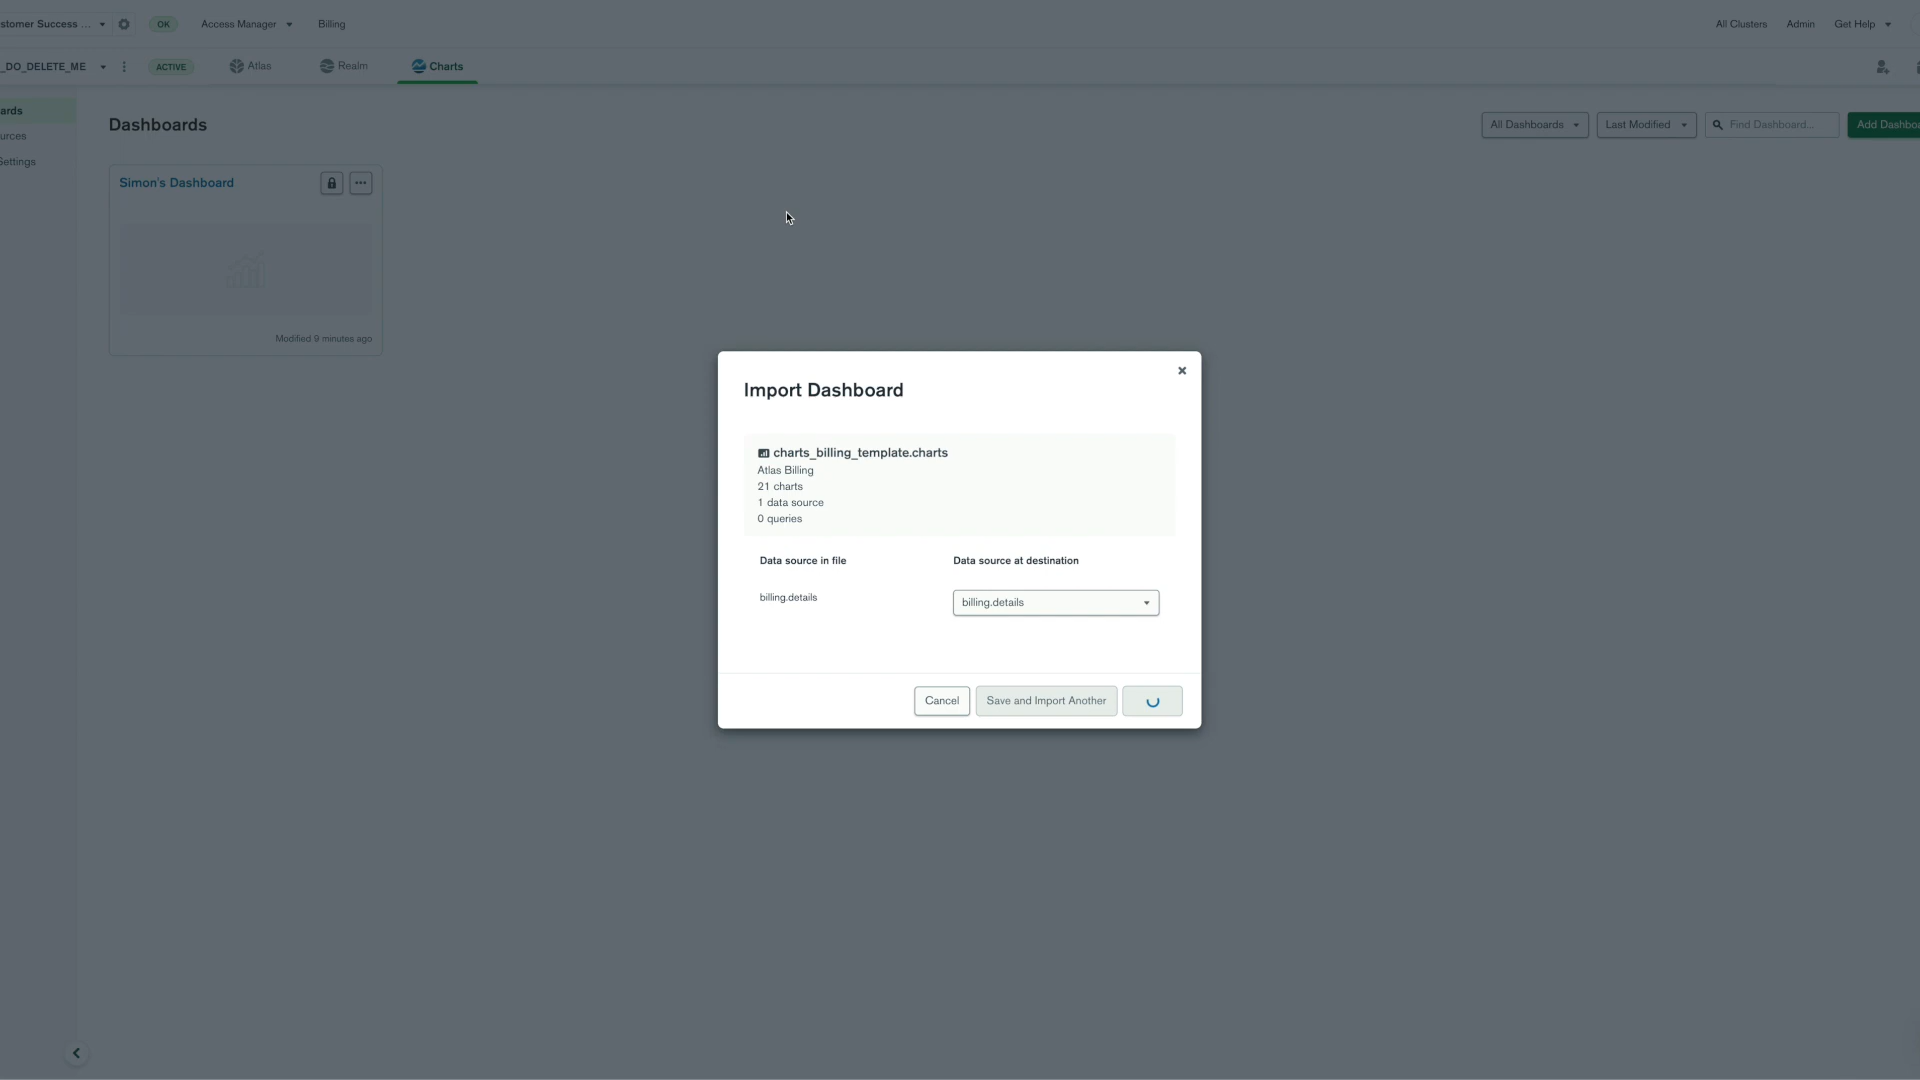 stomer Success ...
OK
Access Manager
Billing
All Clusters
Admin
Get Help
_DO_DELETE_ME
ACTIVE
Atlas
Realm
Charts
ards
urces
Settings
Dashboards
All Dashboards
Last Modified
Find Dashboard...
Add Dashboa
Simon's Dashboard
Modified 9 minutes ago
Import Dashboard
charts_billing_template.charts
Atlas Billing
21 charts
1 data source
0 queries
Data source in file
Data source at destination
billing.details
billing.details
Cancel
Save and Import Another